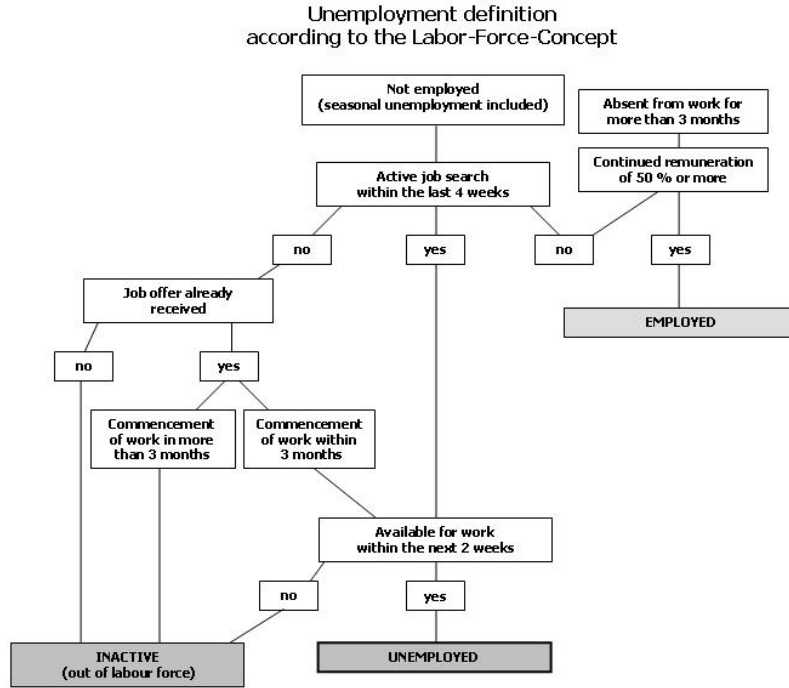 Unemployment definition
according to the Labor-Force-Concept
Not employed
(seasonal unemployment included)
Absent from work for
more than 3 months
Active job search
within the last 4 weeks
Continued remuneration
of 50 % or more
no
yes
no
yes
Job offer already
received
EMPLOYED
no
yes
Commencement
of work in more
than 3 months
Commencement
of work within
3 months
Available for work
within the next 2 weeks
no
yes
INACTIVE
(out of labour force)
UNEMPLOYED